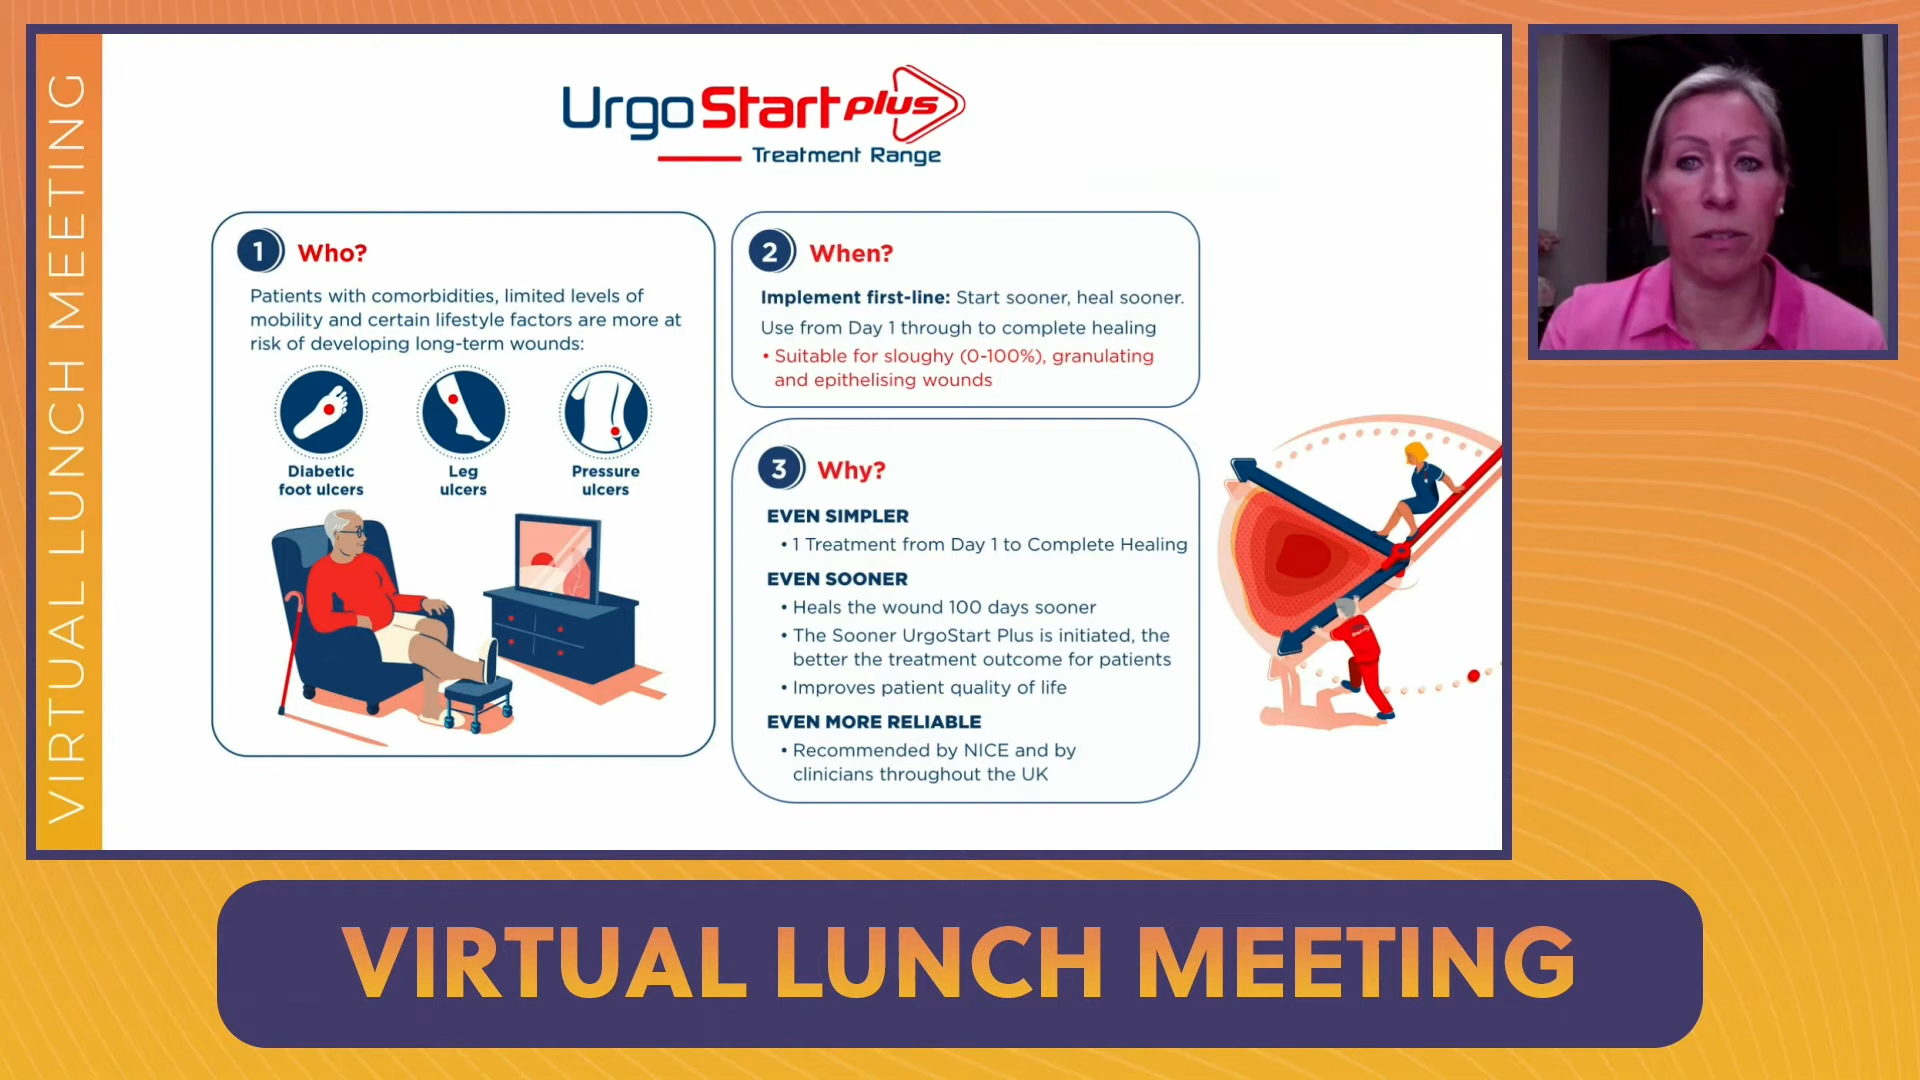 VIRTUAL LUNCH MEETING
UrgoStart plus
Treatment Range
1 Who?
Patients with comorbidities, limited levels of
mobility and certain lifestyle factors are more at
risk of developing long-term wounds:
Diabetic
foot ulcers
Leg
ulcers
Pressure
ulcers
2 When?
Implement first-line: Start sooner, heal sooner.
Use from Day 1 through to complete healing
• Suitable for sloughy (0-100%), granulating
and epithelising wounds
3 Why?
EVEN SIMPLER
• 1 Treatment from Day 1 to Complete Healing
EVEN SOONER
• Heals the wound 100 days sooner
• The Sooner UrgoStart Plus is initiated, the
better the treatment outcome for patients
• Improves patient quality of life
EVEN MORE RELIABLE
• Recommended by NICE and by
clinicians throughout the UK
VIRTUAL LUNCH MEETING